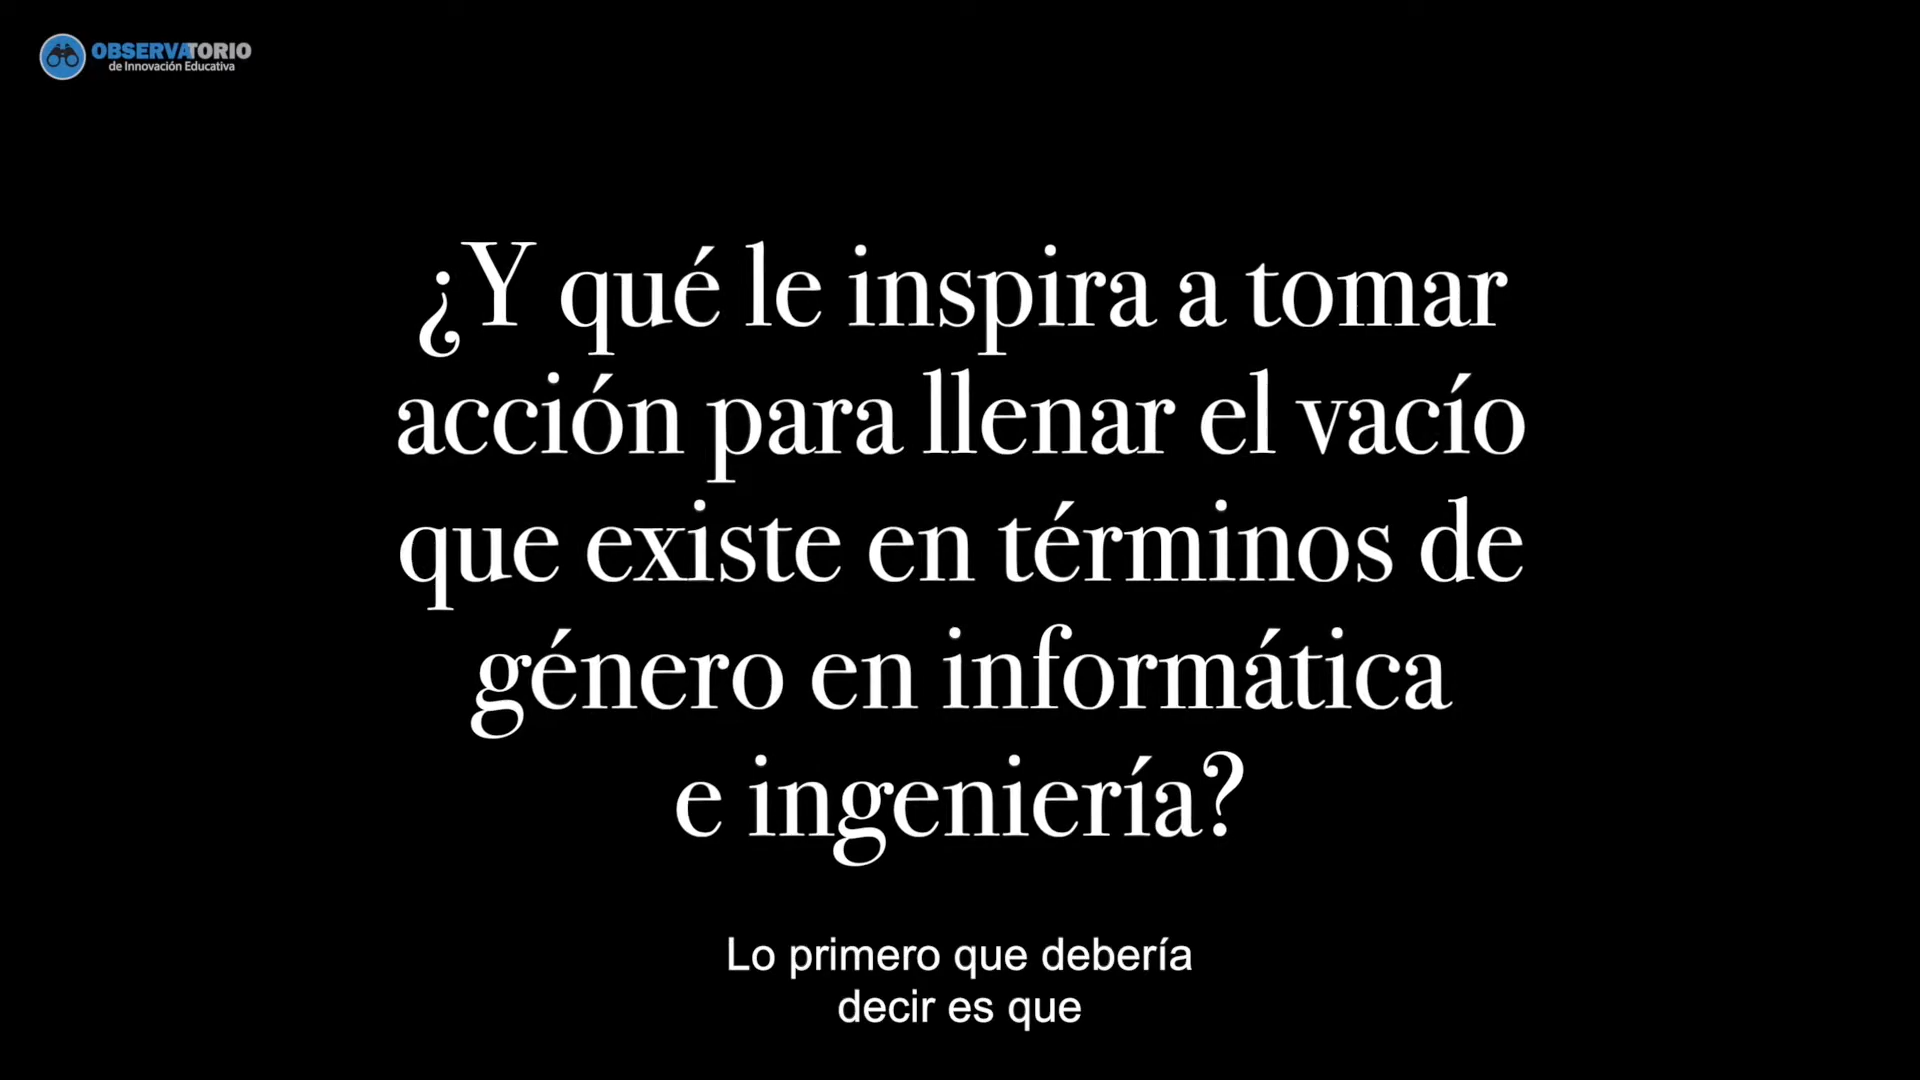 OBSERVATORIO
de Innovación Educativa
¿Y qué le inspira a tomar
acción para llenar el vacío
que existe en términos de
género en informática
e ingeniería?
Lo primero que debería
decir es que